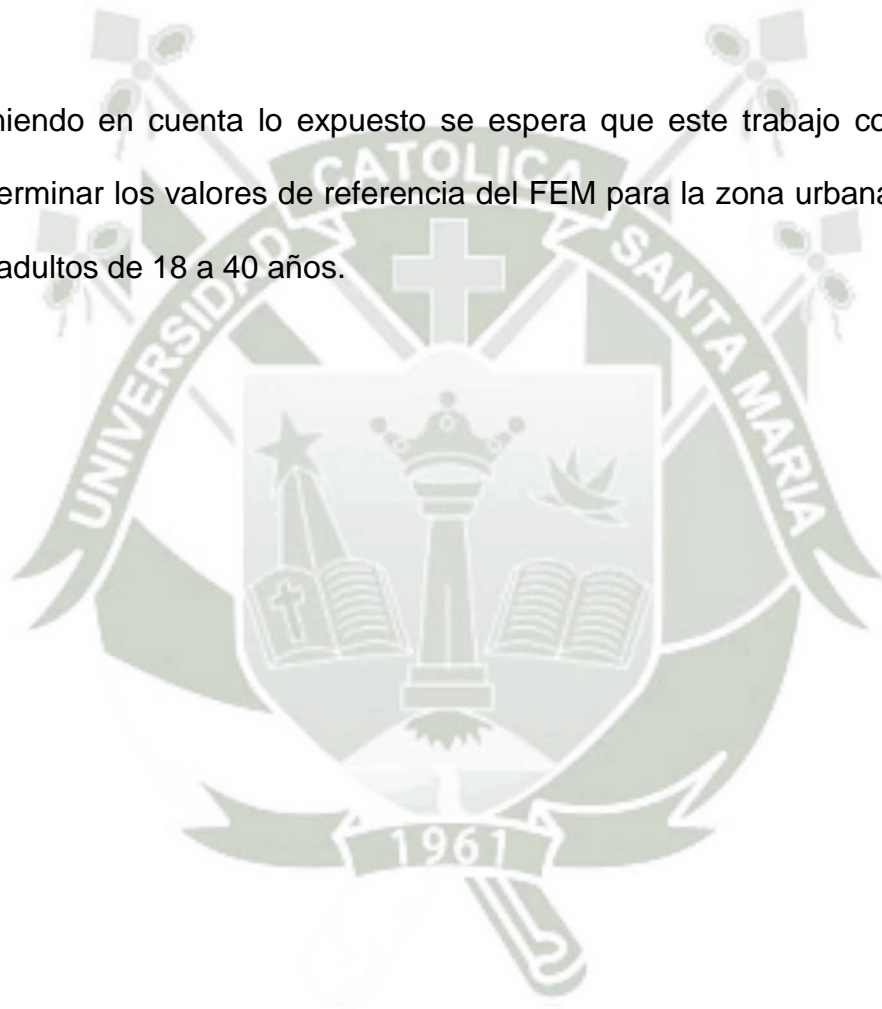 niendo en cuenta lo expuesto se espera que este trabajo co
erminar los valores de referencia del FEM para la zona urbana
adultos de 18 a 40 años.
UNIVERSIDAD CATOLICA SANTA MARIA
1961